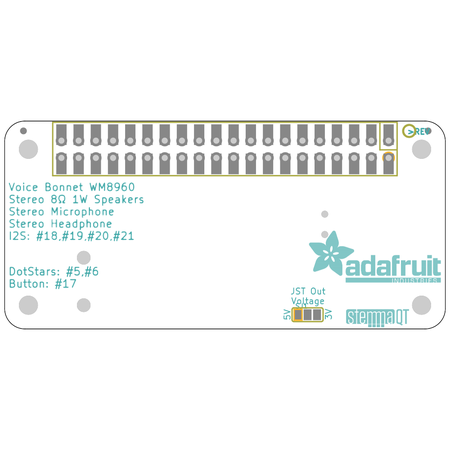 >REV
Voice Bonnet WM8960
Stereo 8Ω 1W Speakers
Stereo Microphone
Stereo Headphone
I2S: #18,#19,#20,#21
DotStars: #5,#6
Button: #17
adafruit
INDUSTRIES
JST Out
Voltage
5V 3V
stemma QT